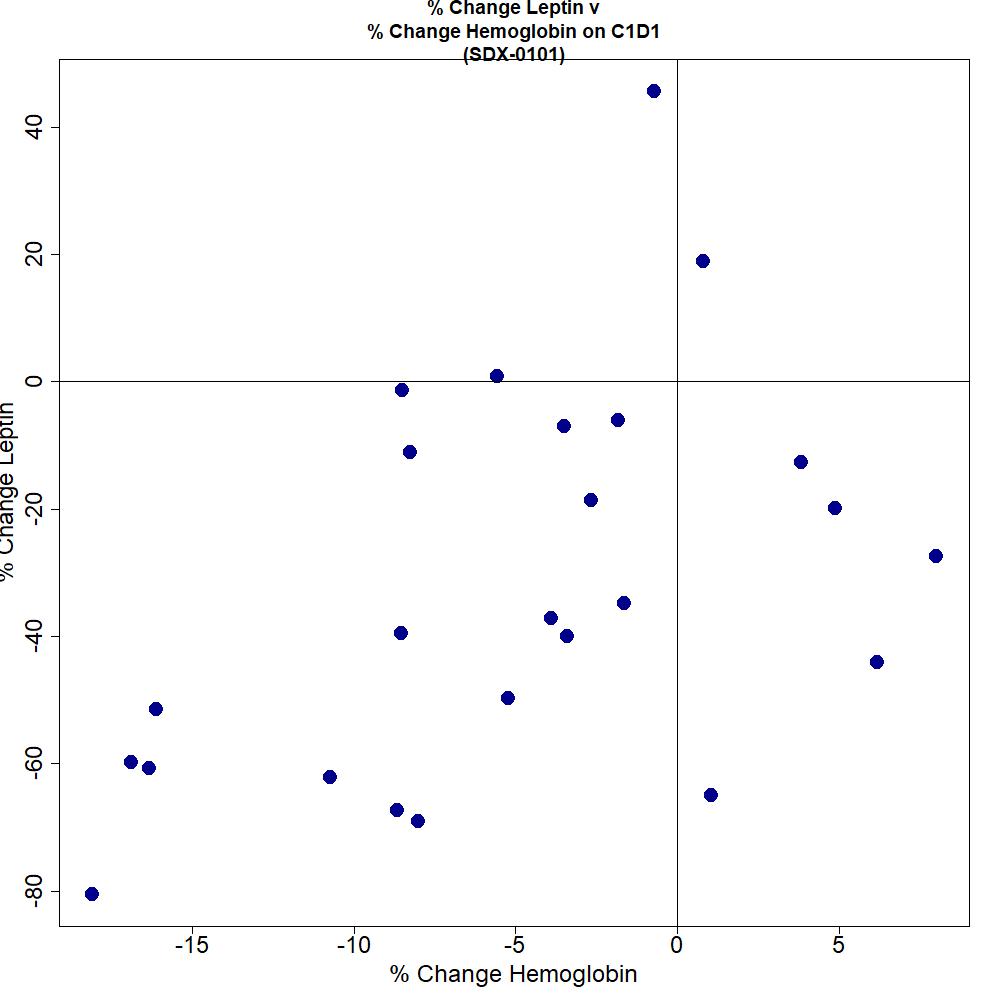 % Change Leptin v
% Change Hemoglobin on C1D1
(SDX-0101)
% Change Leptin
40
20
0
-20
-40
-60
-80
-15
-10
-5
0
5
% Change Hemoglobin